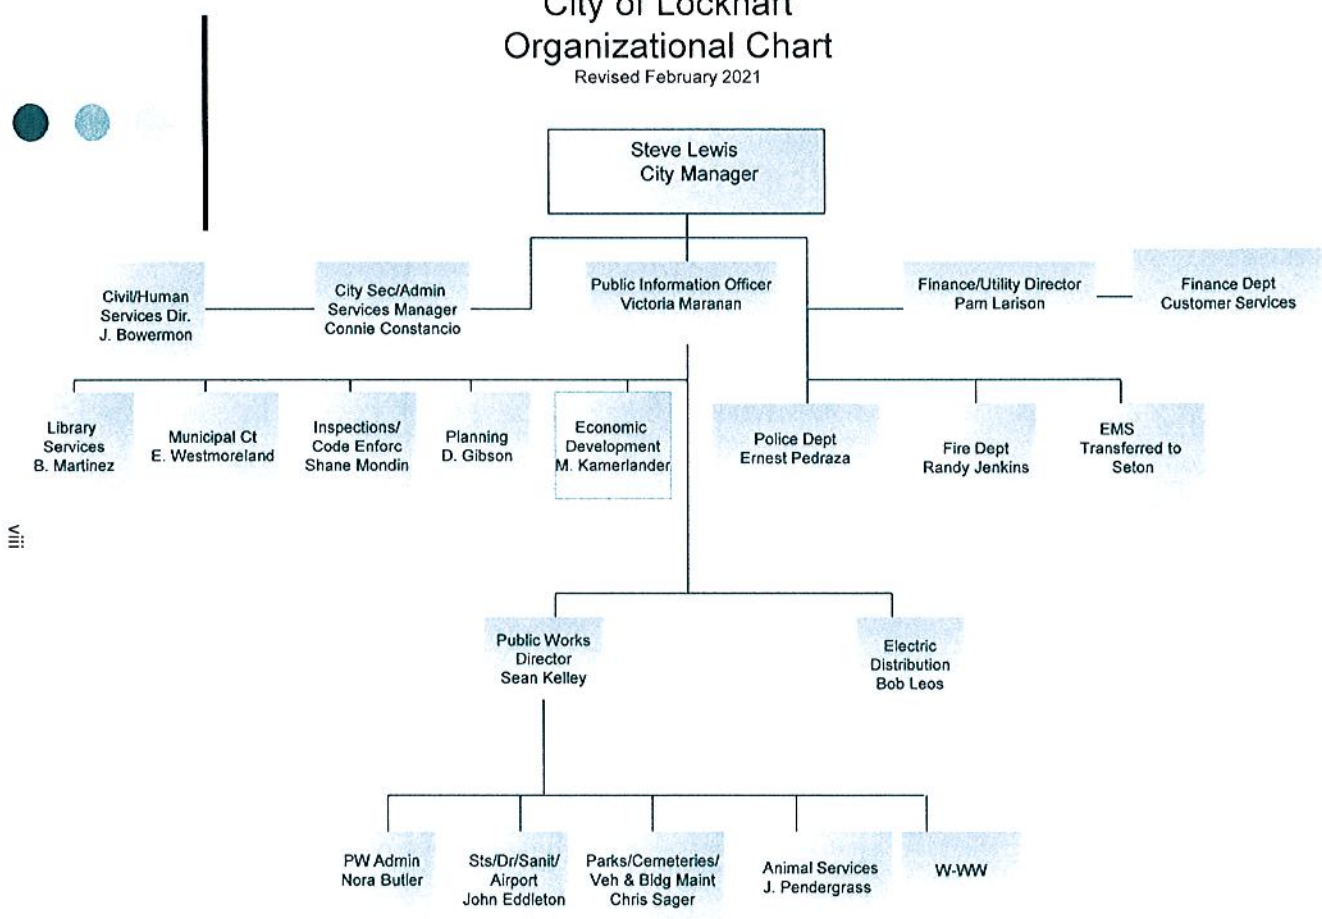 City of Lockhart
Organizational Chart
Revised February 2021
Steve Lewis
City Manager
Civil/Human
Services Dir.
J. Bowermon
City Sec/Admin
Services Manager
Connie Constancio
Public Information Officer
Victoria Maranan
Finance/Utility Director
Pam Larison
Finance Dept
Customer Services
Library
Services
B. Martinez
Municipal Ct
E. Westmoreland
Inspections/
Code Enforc
Shane Mondin
Planning
D. Gibson
Economic
Development
M. Kamerlander
Police Dept
Ernest Pedraza
Fire Dept
Randy Jenkins
EMS
Transferred to
Seton
viii
Public Works
Director
Sean Kelley
Electric
Distribution
Bob Leos
PW Admin
Nora Butler
Sts/Dr/Sanit/
Airport
John Eddleton
Parks/Cemeteries/
Veh & Bldg Maint
Chris Sager
Animal Services
J. Pendergrass
W-WW